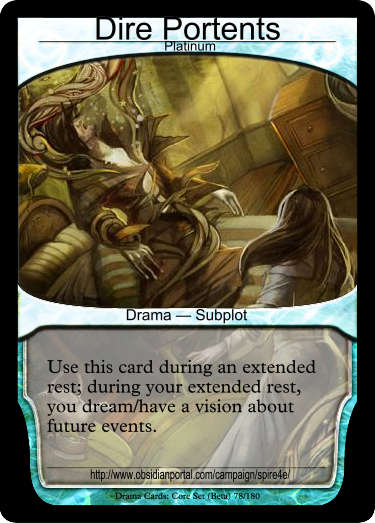 Dire Portents
Platinum
Drama — Subplot
Use this card during an extended
rest; during your extended rest,
you dream/have a vision about
future events.
http://www.obsidianportal.com/campaign/spire4e/
Drama Cards: Core Set (Beta) 78/180